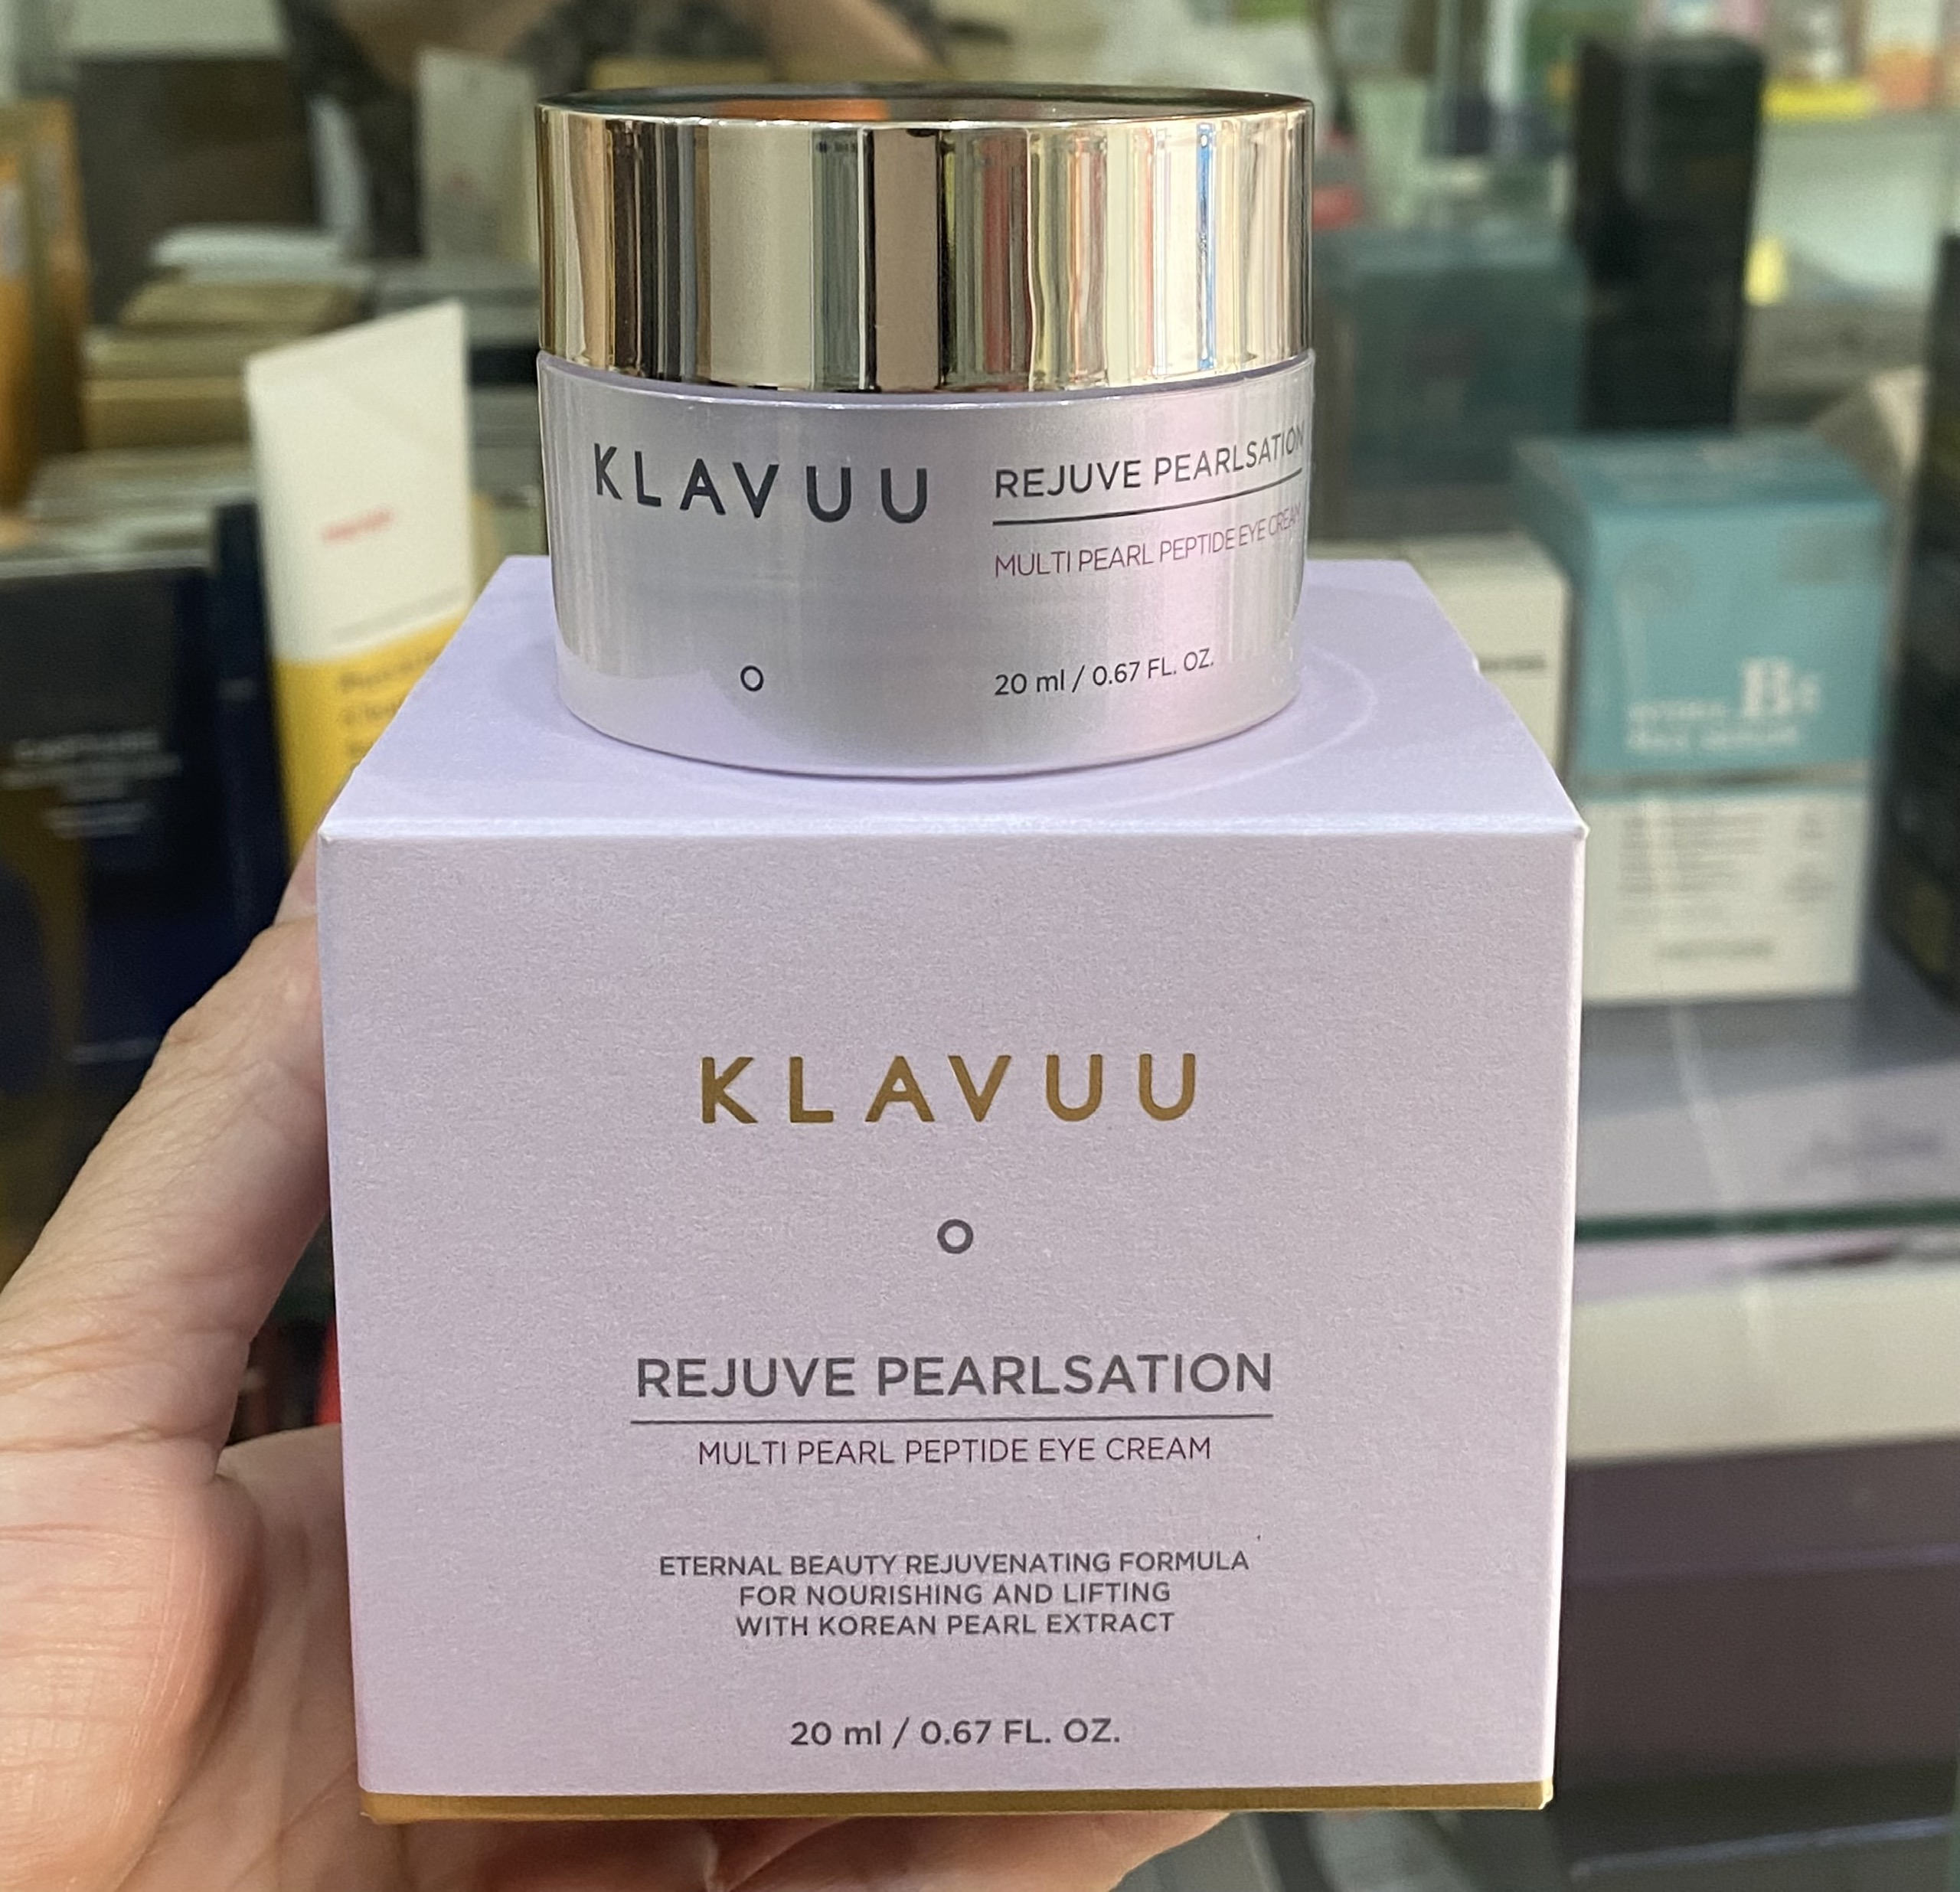 KLAVUU
REJUVE PEARLSATION
MULTI PEARL PEPTIDE EYE CREAM
20 ml / 0.67 FL. OZ.
KLAVUU
REJUVE PEARLSATION
MULTI PEARL PEPTIDE EYE CREAM
ETERNAL BEAUTY REJUVENATING FORMULA
FOR NOURISHING AND LIFTING
WITH KOREAN PEARL EXTRACT
20 ml / 0.67 FL. OZ.